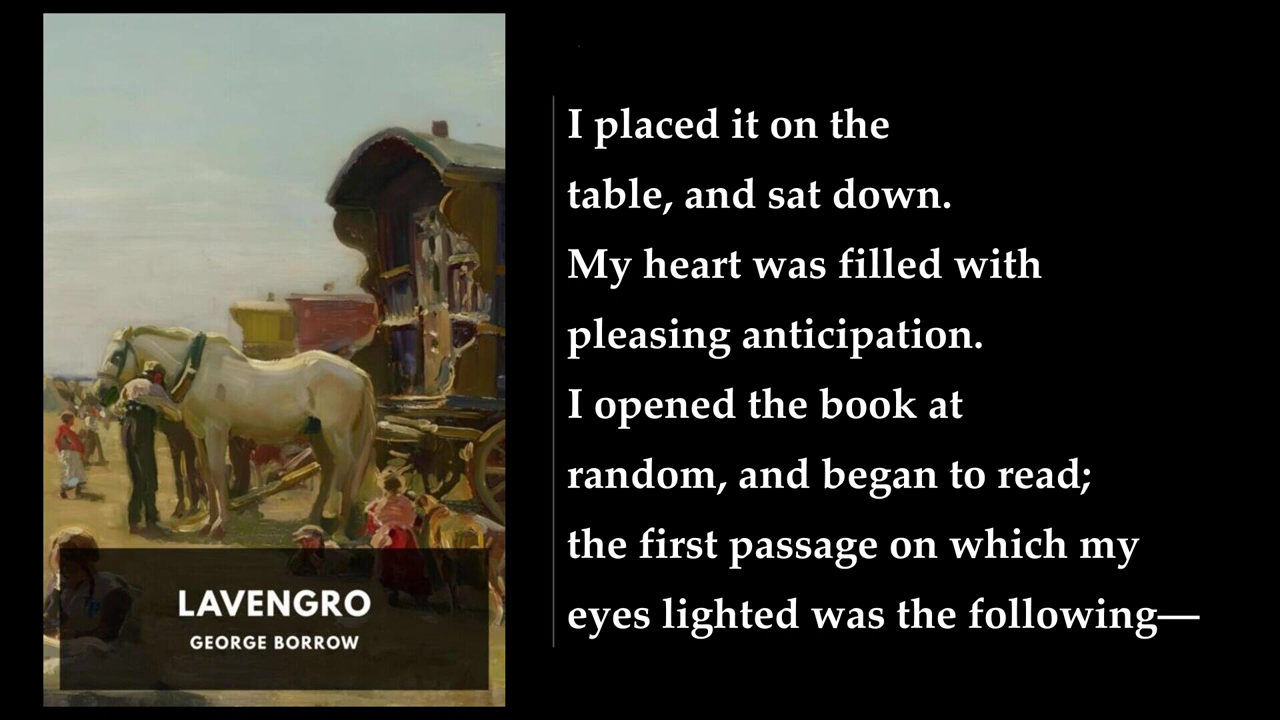 LAVENGRO
GEORGE BORROW
I placed it on the
table, and sat down.
My heart was filled with
pleasing anticipation.
I opened the book at
random, and began to read;
the first passage on which my
eyes lighted was the following—